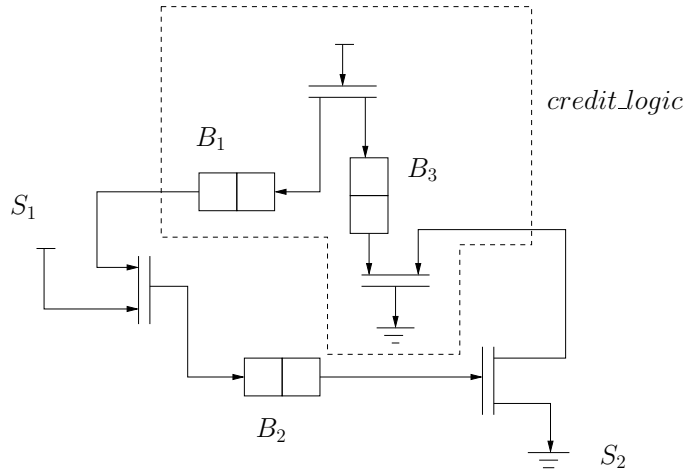 credit_logic
B₁
B₃
S₁
B₂
S₂